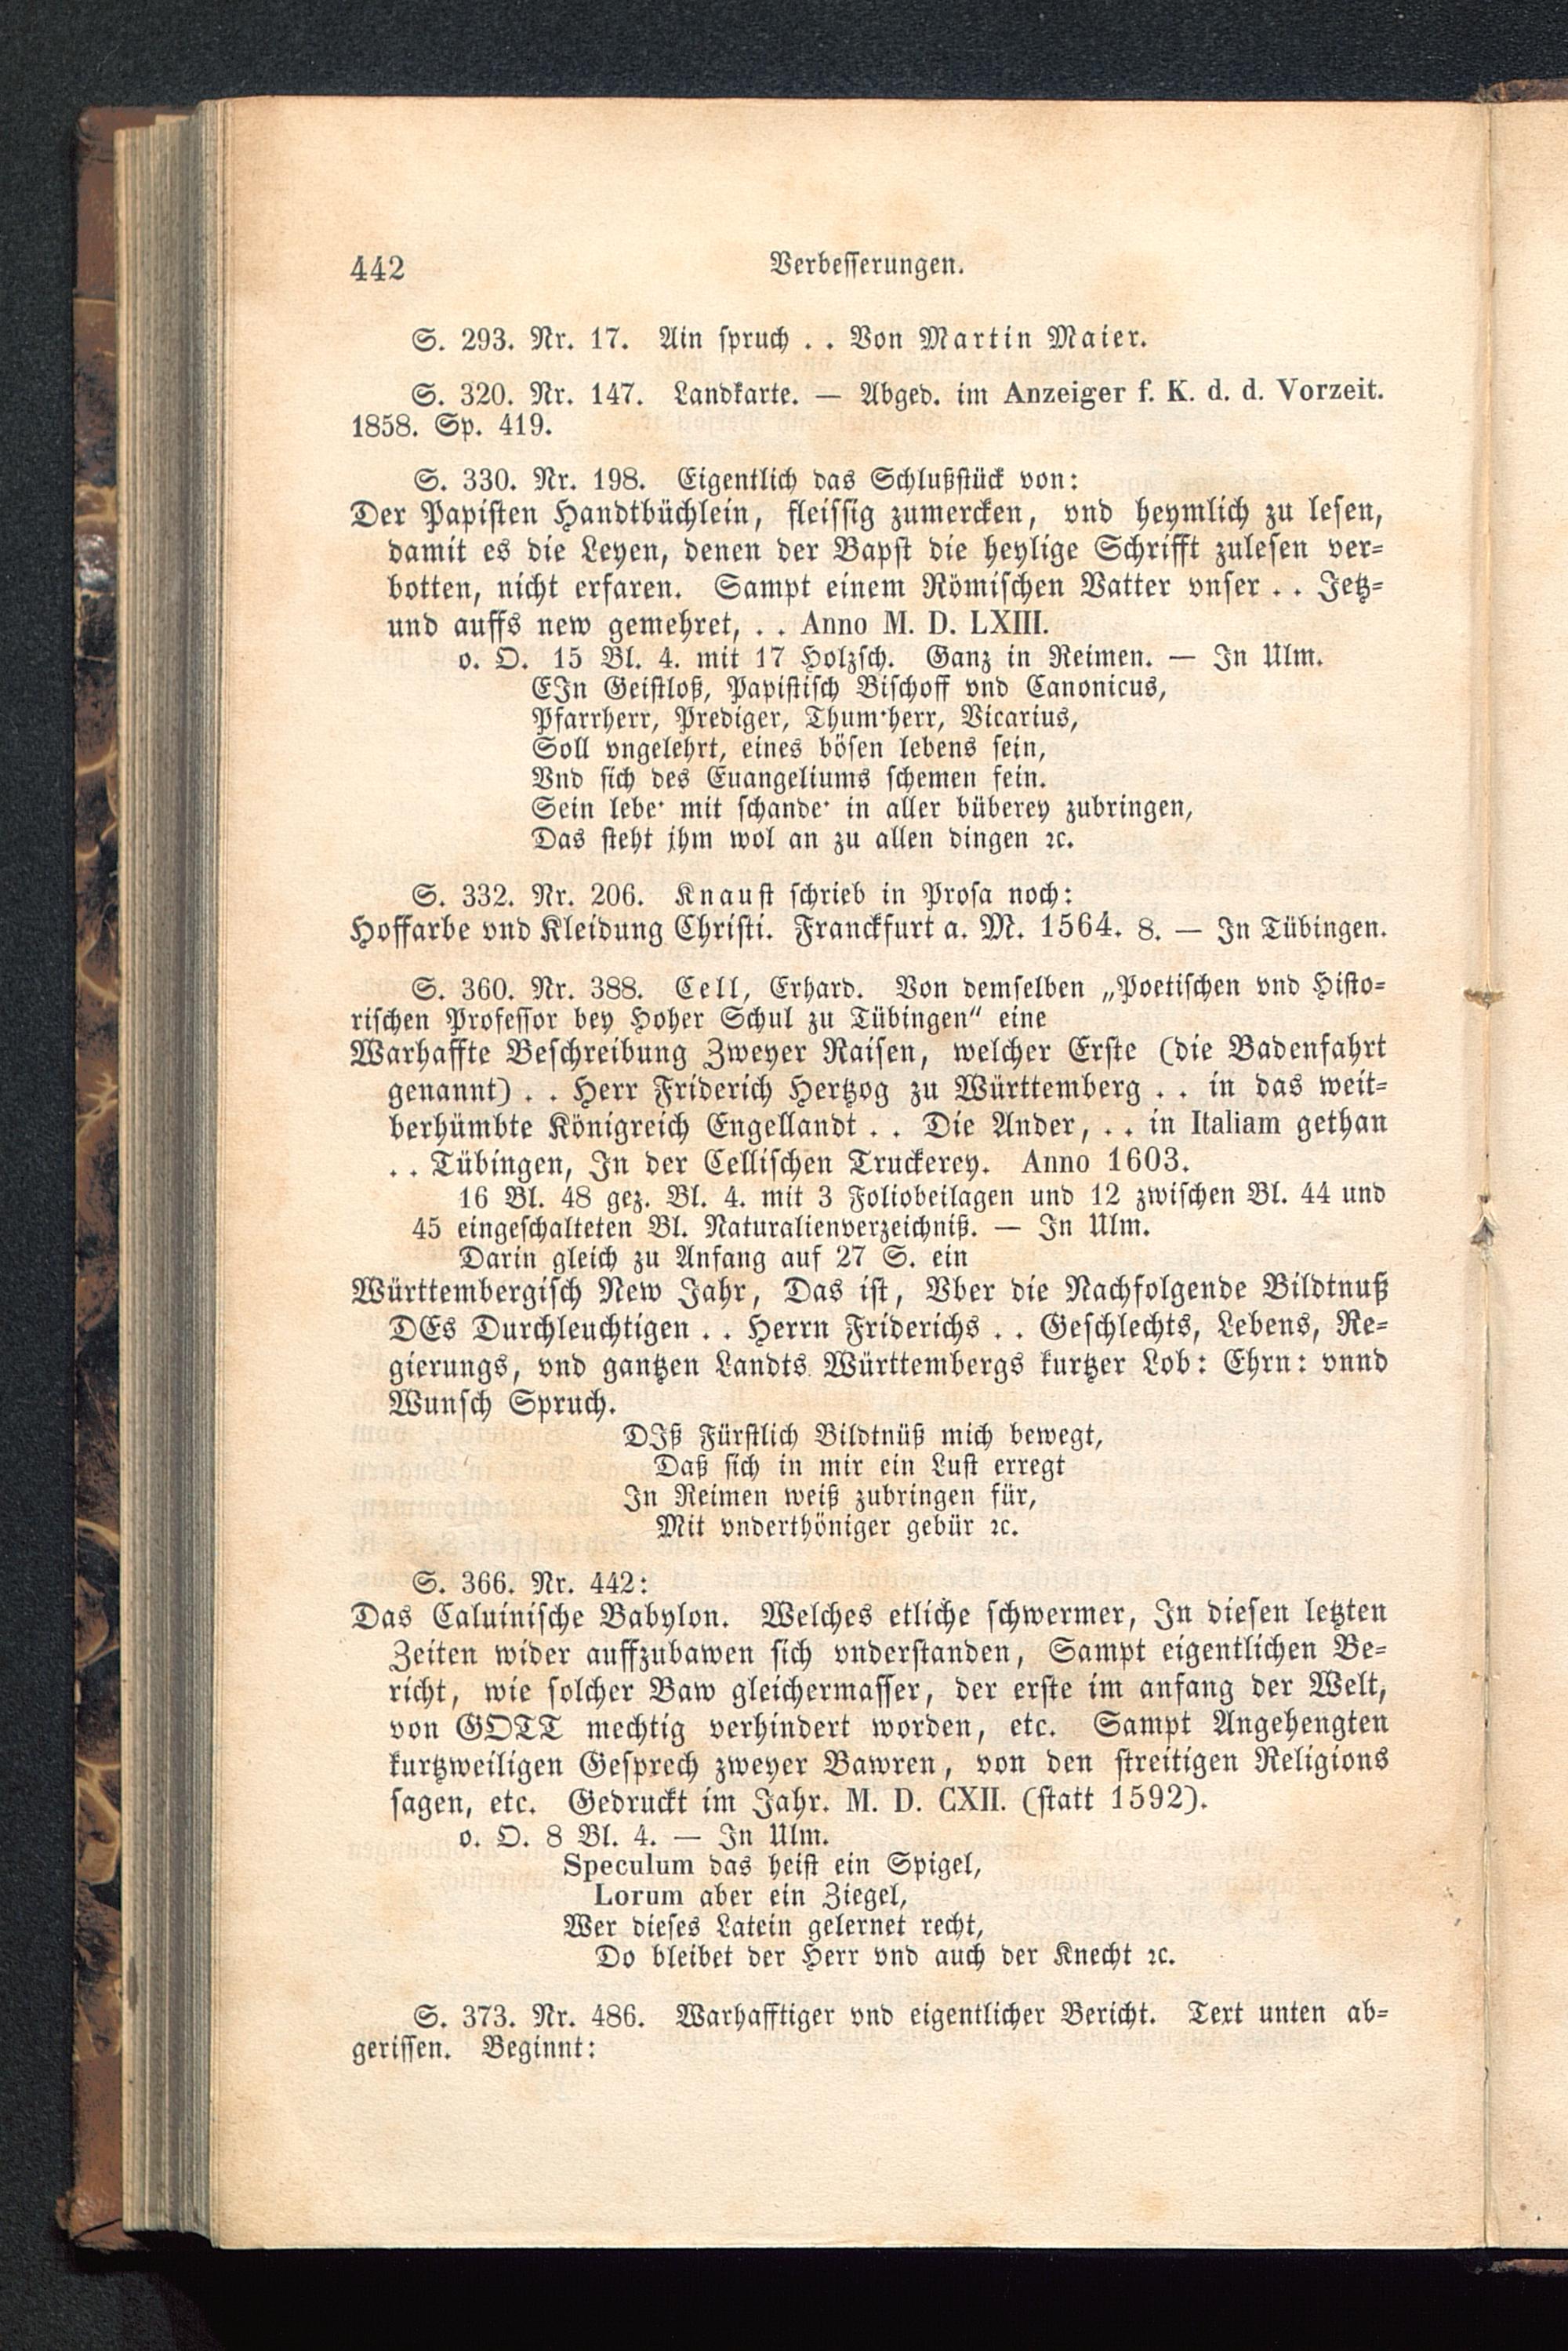 442 Verbesserungen.
S. 293. Nr. 17. Ain spruch . . Von Martin Maier.
S. 320. Nr. 147. Landkarte. — Abged. im Anzeiger f. K. d. d. Vorzeit.
1858. Sp. 419.
S. 330. Nr. 198. Eigentlich das Schlußstück von:
Der Papisten Handtbüchlein, fleissig zumercken, vnd heymlich zu lesen,
damit es die Leyen, denen der Bapst die heylige Schrifft zulesen ver-
botten, nicht erfaren. Sampt einem Römischen Vatter vnser . . Jetz-
und auffs new gemehret, . . Anno M. D. LXIII.
o. O. 15 Bl. 4. mit 17 Holzsch. Ganz in Reimen. — In Ulm.
EJn Geistloß, Papistisch Bischoff vnd Canonicus,
Pfarrherr, Prediger, Thum·herr, Vicarius,
Soll vngelehrt, eines bösen lebens sein,
Vnd sich des Euangeliums schemen fein.
Sein lebe· mit schande· in aller büberey zubringen,
Das steht jhm wol an zu allen dingen ꝛc.
S. 332. Nr. 206. Knaust schrieb in Prosa noch:
Hoffarbe vnd Kleidung Christi. Franckfurt a. M. 1564. 8. — In Tübingen.
S. 360. Nr. 388. Cell, Erhard. Von demselben „Poetischen vnd Histo-
rischen Professor bey Hoher Schul zu Tübingen“ eine
Warhaffte Beschreibung Zweyer Raisen, welcher Erste (die Badenfahrt
genannt) . . Herr Friderich Hertzog zu Württemberg . . in das weit-
berhümbte Königreich Engellandt . . Die Ander, . . in Italiam gethan
. . Tübingen, In der Cellischen Truckerey. Anno 1603.
16 Bl. 48 gez. Bl. 4. mit 3 Foliobeilagen und 12 zwischen Bl. 44 und
45 eingeschalteten Bl. Naturalienverzeichniß. — In Ulm.
Darin gleich zu Anfang auf 27 S. ein
Württembergisch New Jahr, Das ist, Vber die Nachfolgende Bildtnuß
DEs Durchleuchtigen . . Herrn Friderichs . . Geschlechts, Lebens, Re-
gierungs, vnd gantzen Landts Württembergs kurtzer Lob: Ehrn: vnnd
Wunsch Spruch.
DJß Fürstlich Bildtnüß mich bewegt,
Daß sich in mir ein Lust erregt
In Reimen weiß zubringen für,
Mit vnderthöniger gebür ꝛc.
S. 366. Nr. 442:
Das Caluinische Babylon. Welches etliche schwermer, In diesen letzten
Zeiten wider auffzubawen sich vnderstanden, Sampt eigentlichen Be-
richt, wie solcher Baw gleichermasser, der erste im anfang der Welt,
von GOTT mechtig verhindert worden, etc. Sampt Angehengten
kurtzweiligen Gesprech zweyer Bawren, von den streitigen Religions
sagen, etc. Gedruckt im Jahr. M. D. CXII. (statt 1592).
o. O. 8 Bl. 4. — In Ulm.
Speculum das heist ein Spigel,
Lorum aber ein Ziegel,
Wer dieses Latein gelernet recht,
Do bleibet der Herr vnd auch der Knecht ꝛc.
S. 373. Nr. 486. Warhafftiger vnd eigentlicher Bericht. Text unten ab-
gerissen. Beginnt: